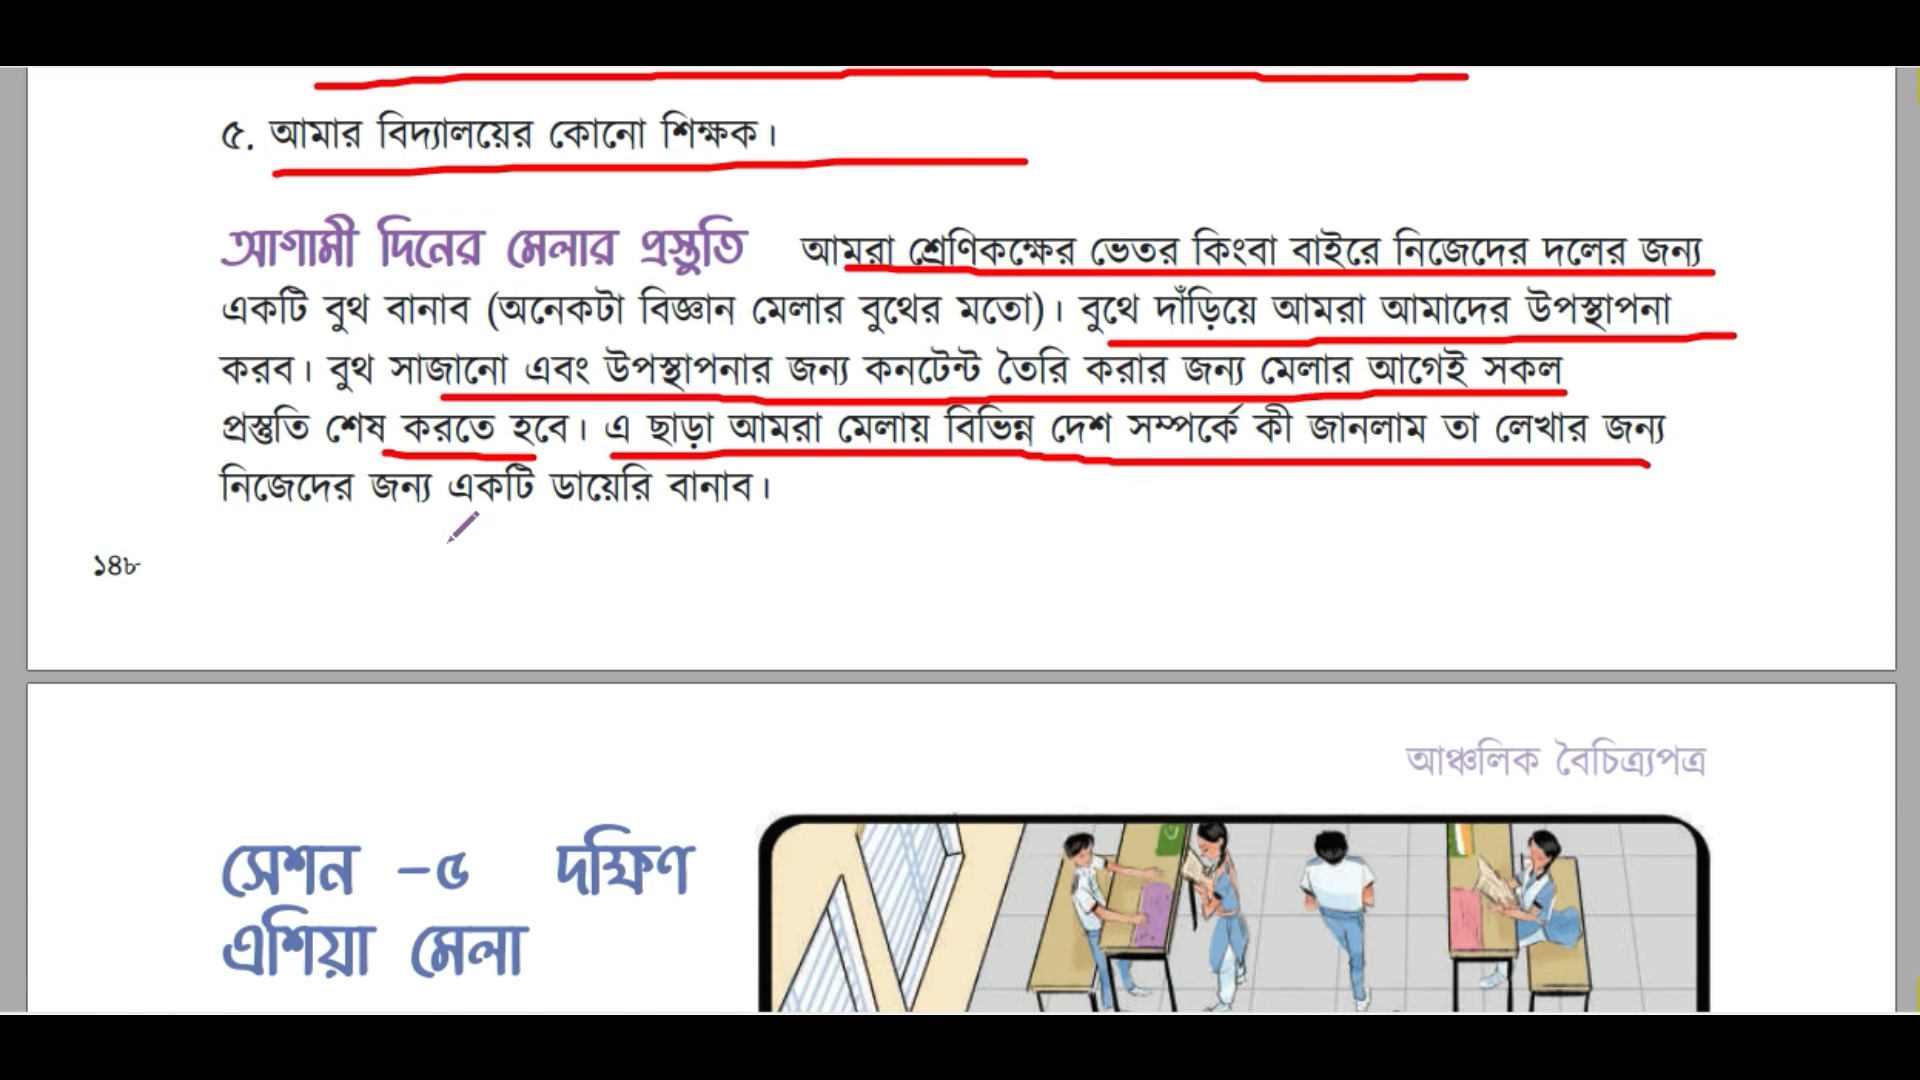 ৫. আমার বিদ্যালয়ের কোনো শিক্ষক।
আগামী দিনের মেলার প্রস্তুতি আমরা শ্রেণিকক্ষের ভেতর কিংবা বাইরে নিজেদের দলের জন্য
একটি বুথ বানাব (অনেকটা বিজ্ঞান মেলার বুথের মতো)। বুথে দাঁড়িয়ে আমরা আমাদের উপস্থাপনা
করব। বুথ সাজানো এবং উপস্থাপনার জন্য কনটেন্ট তৈরি করার জন্য মেলার আগেই সকল
প্রস্তুতি শেষ করতে হবে। এ ছাড়া আমরা মেলায় বিভিন্ন দেশ সম্পর্কে কী জানলাম তা লেখার জন্য
নিজেদের জন্য একটি ডায়েরি বানাব।
১৪৮
আঞ্চলিক বৈচিত্র্যপত্র
সেশন –৫ দক্ষিণ
এশিয়া মেলা